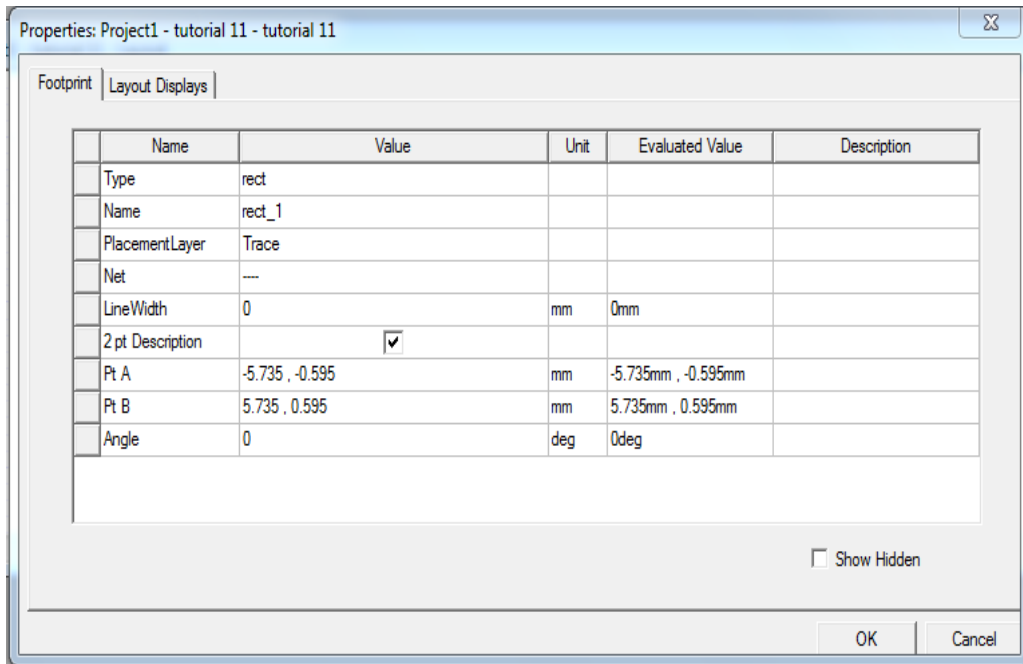 Properties: Project1 - tutorial 11 - tutorial 11
Footprint Layout Displays
Name Value Unit Evaluated Value Description
Type rect
Name rect_1
PlacementLayer Trace
Net ----
LineWidth 0 mm 0mm
2 pt Description
Pt A -5.735 , -0.595 mm -5.735mm , -0.595mm
Pt B 5.735 , 0.595 mm 5.735mm , 0.595mm
Angle 0 deg 0deg
Show Hidden
OK Cancel